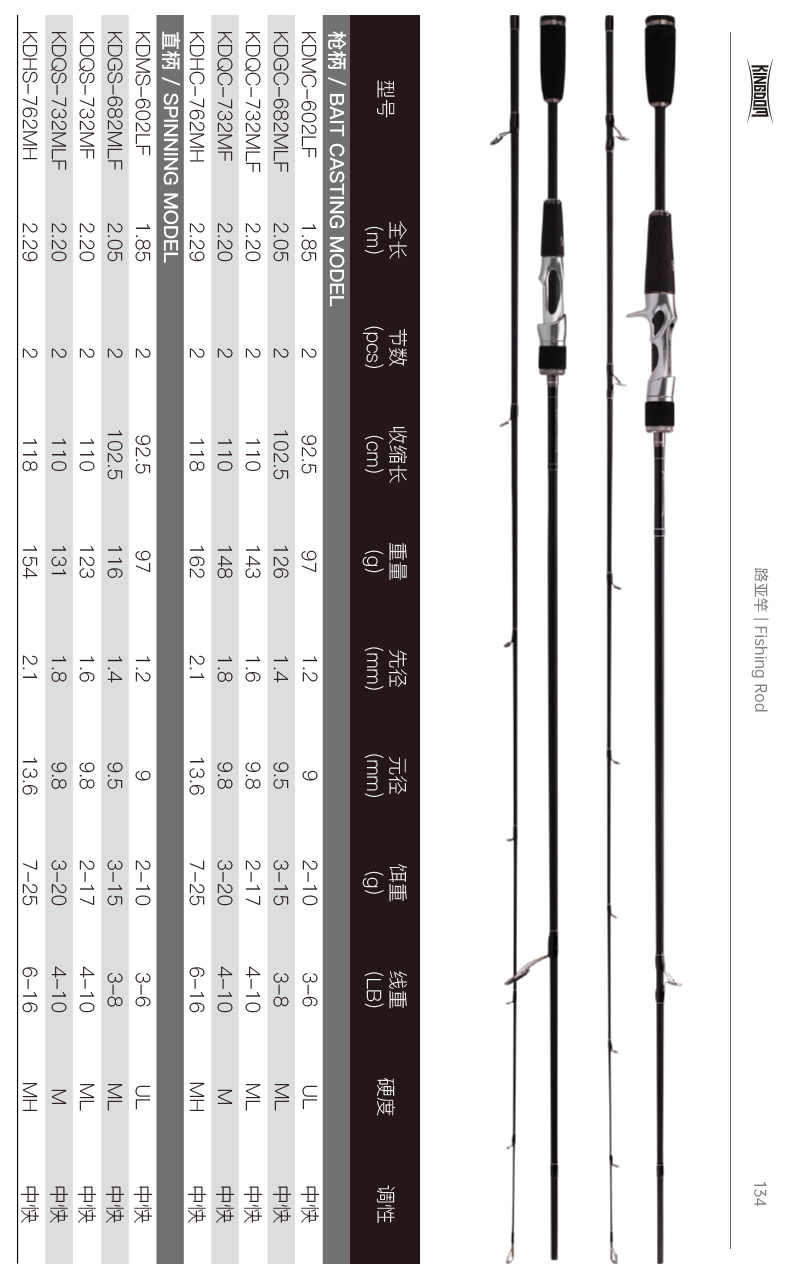 KINGDOM
路亚竿 | Fishing Rod
134
型号 全长 (m) 节数 (pcs) 收缩长 (cm) 重量 (g) 先径 (mm) 元径 (mm) 饵重 (g) 线重 (LB) 硬度 调性
枪柄 / BAIT CASTING MODEL
KDMC-602LF 1.85 2 92.5 97 1.2 9 2-10 3-6 UL 中快
KDGC-682MLF 2.05 2 102.5 126 1.4 9.5 3-15 3-8 ML 中快
KDQC-732MLF 2.20 2 110 143 1.6 9.8 2-17 4-10 ML 中快
KDQC-732MF 2.20 2 110 148 1.8 9.8 3-20 4-10 M 中快
KDHC-762MH 2.29 2 118 162 2.1 13.6 7-25 6-16 MH 中快
直柄 / SPINNING MODEL
KDMS-602LF 1.85 2 92.5 97 1.2 9 2-10 3-6 UL 中快
KDGS-682MLF 2.05 2 102.5 116 1.4 9.5 3-15 3-8 ML 中快
KDQS-732MF 2.20 2 110 123 1.6 9.8 2-17 4-10 ML 中快
KDQS-732MLF 2.20 2 110 131 1.8 9.8 3-20 4-10 M 中快
KDHS-762MH 2.29 2 118 154 2.1 13.6 7-25 6-16 MH 中快